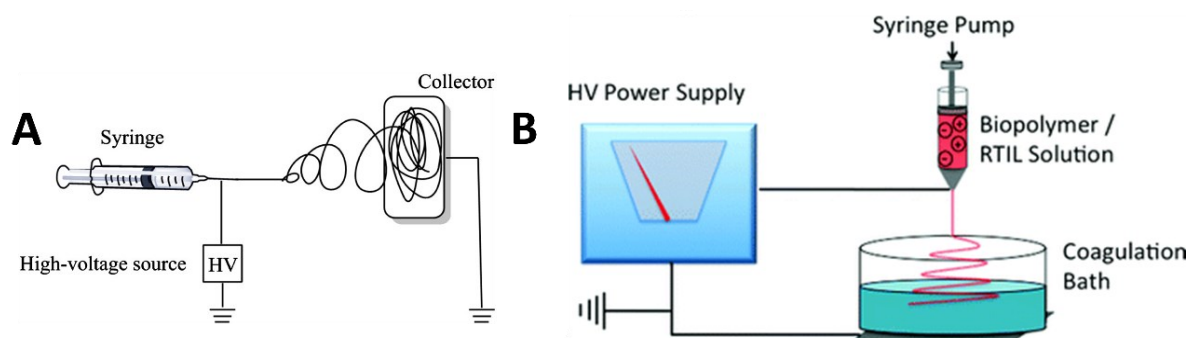 A
Syringe
Collector
High-voltage source
HV
B
Syringe Pump
HV Power Supply
Biopolymer /
RTIL Solution
Coagulation
Bath